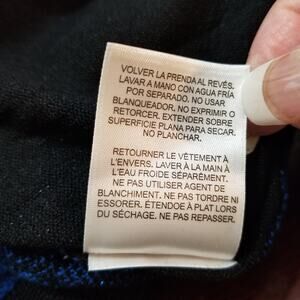 VOLVER LA PRENDA AL REVÉS.
LAVAR A MANO CON AGUA FRÍA
POR SEPARADO. NO USAR
BLANQUEADOR. NO EXPRIMIR O
RETORCER. EXTENDER SOBRE
SUPERFICIE PLANA PARA SECAR.
NO PLANCHAR.
RETOURNER LE VÊTEMENT À
L'ENVERS. LAVER À LA MAIN À
L'EAU FROIDE SÉPARÉMENT.
NE PAS UTILISER AGENT DE
BLANCHIMENT. NE PAS TORDRE NI
ESSORER. ÉTENDOE À PLAT LORS
DU SÉCHAGE. NE PAS REPASSER.